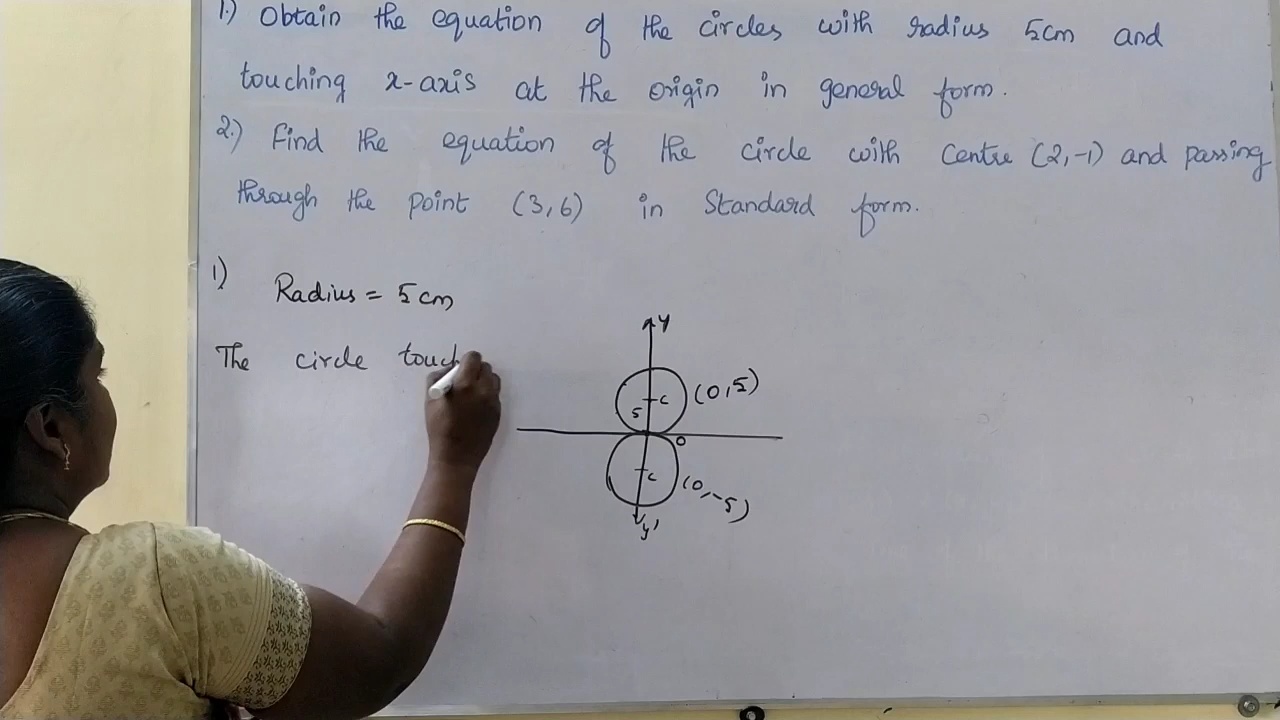 1.) Obtain the equation of the circles with radius 5cm and
touching x-axis at the origin in general form.
2.) Find the equation of the circle with centre (2,-1) and passing
through the point (3,6) in Standard form.
1) Radius = 5 cm
The circle touch
y
(0,5)
c
5
o
c
(0,-5)
y'